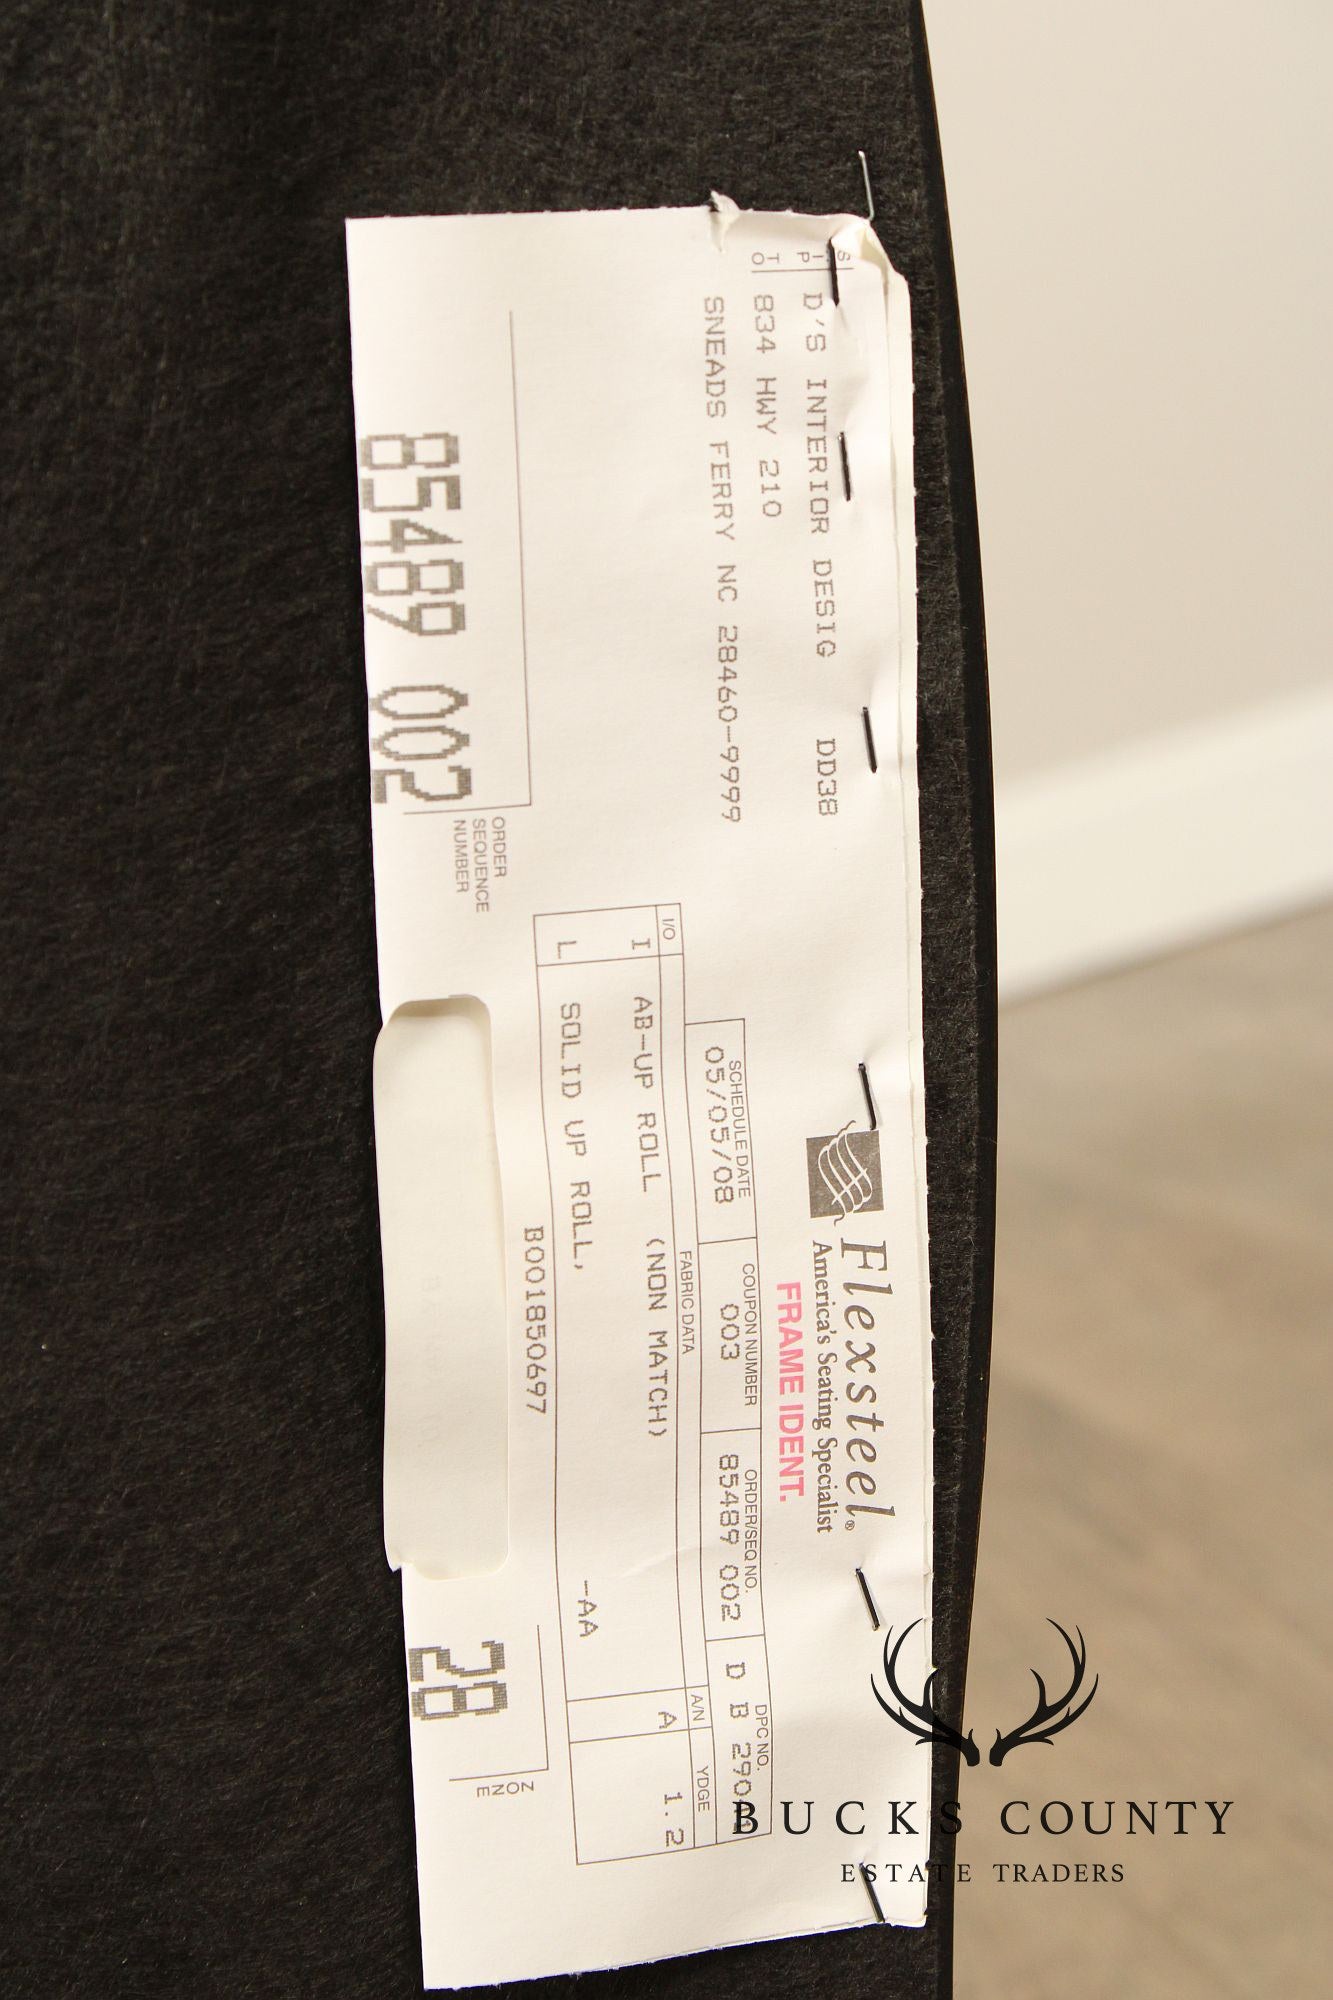 SHIP TO
D'S INTERIOR DESIG DD38
834 HWY 210
SNEADS FERRY NC 28460-9999
85489 002
ORDER
SEQUENCE
NUMBER
Flexsteel®
America's Seating Specialist
FRAME IDENT.
SCHEDULE DATE COUPON NUMBER ORDER/SEQ NO. DPC NO.
05/05/08 003 85489 002 D B
I/O FABRIC DATA A/N YDGE
I AB-UP ROLL (NON MATCH) A 1.2
L SOLID UP ROLL, -AA
B001850697
28
ZONE
BUCKS COUNTY
ESTATE TRADERS